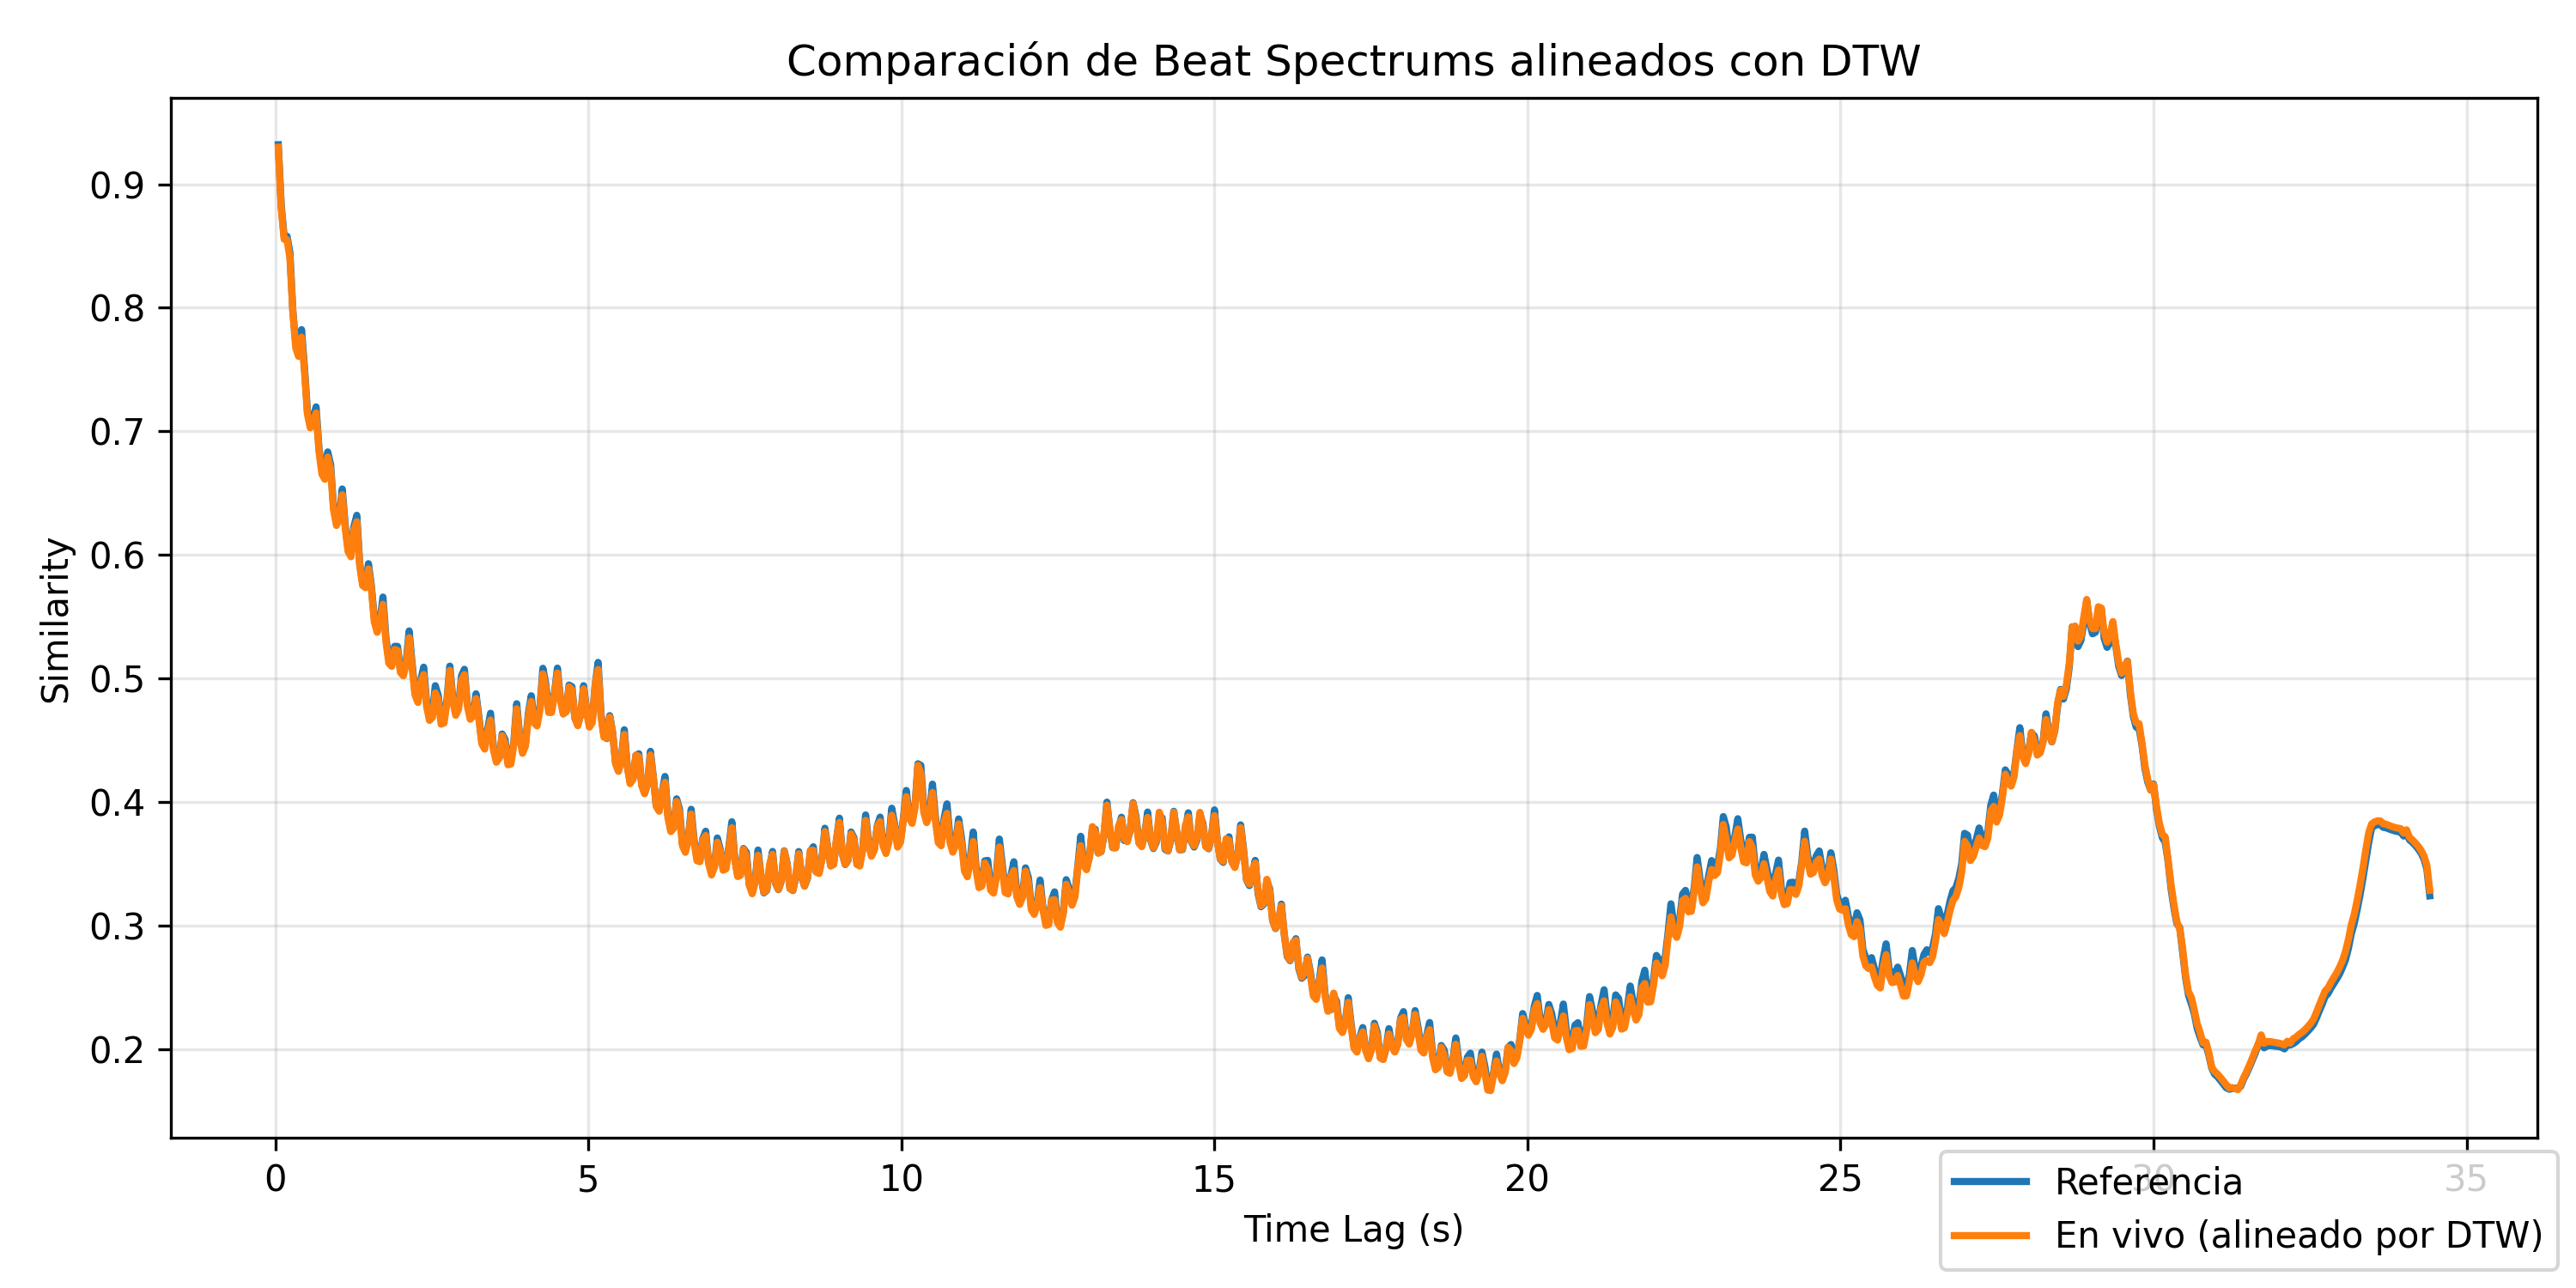 Comparación de Beat Spectrums alineados con DTW
Similarity
0.9
0.8
0.7
0.6
0.5
0.4
0.3
0.2
0 5 10 15 20 25 30 35
Time Lag (s)
Referencia
En vivo (alineado por DTW)